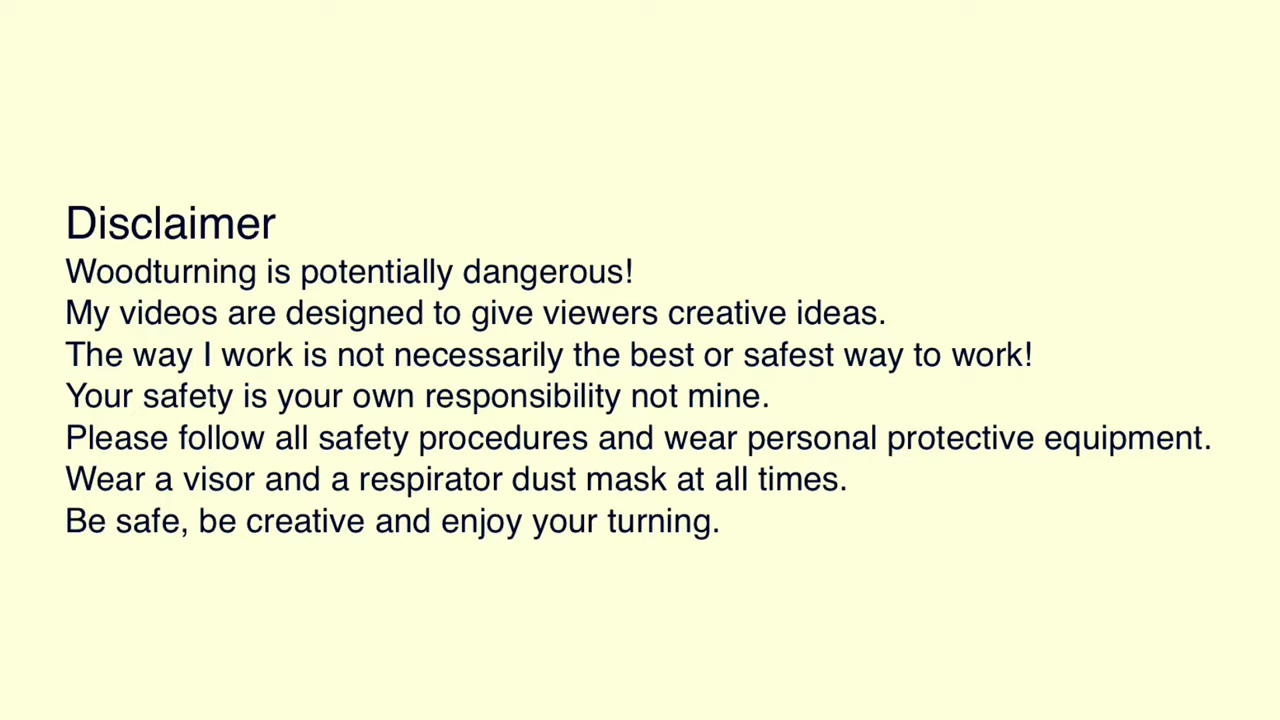 Disclaimer
Woodturning is potentially dangerous!
My videos are designed to give viewers creative ideas.
The way I work is not necessarily the best or safest way to work!
Your safety is your own responsibility not mine.
Please follow all safety procedures and wear personal protective equipment.
Wear a visor and a respirator dust mask at all times.
Be safe, be creative and enjoy your turning.